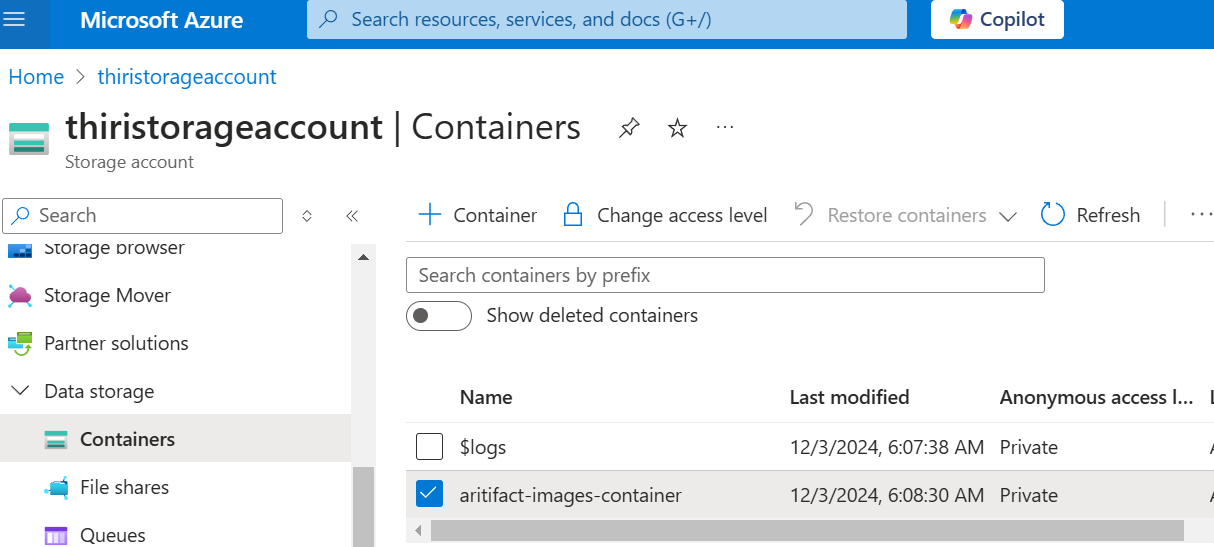 Microsoft Azure
Search resources, services, and docs (G+/)
Copilot
Home > thiristorageaccount
thiristorageaccount | Containers
Storage account
Search
Container
Change access level
Restore containers
Refresh
Storage browser
Storage Mover
Partner solutions
Data storage
Containers
File shares
Queues
Search containers by prefix
Show deleted containers
Name Last modified Anonymous access l...
$logs 12/3/2024, 6:07:38 AM Private
aritifact-images-container 12/3/2024, 6:08:30 AM Private